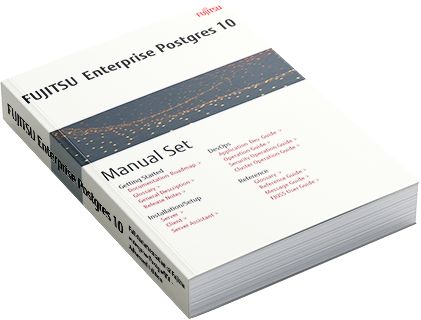 FUJITSU
FUJITSU Enterprise Postgres 10
Manual Set
Getting Started
Documentation Roadmap >
Glossary >
General Description >
Release Notes >
Installation/Setup
Server >
Client >
Server Assistant >
DevOps
Application Dev Guide >
Operation Guide >
Security Operation Guide >
Cluster Operation Guide >
Reference
Glossary >
Reference Guide >
Message Guide >
User Guide >
FUJITSU Enterprise Postgres 10